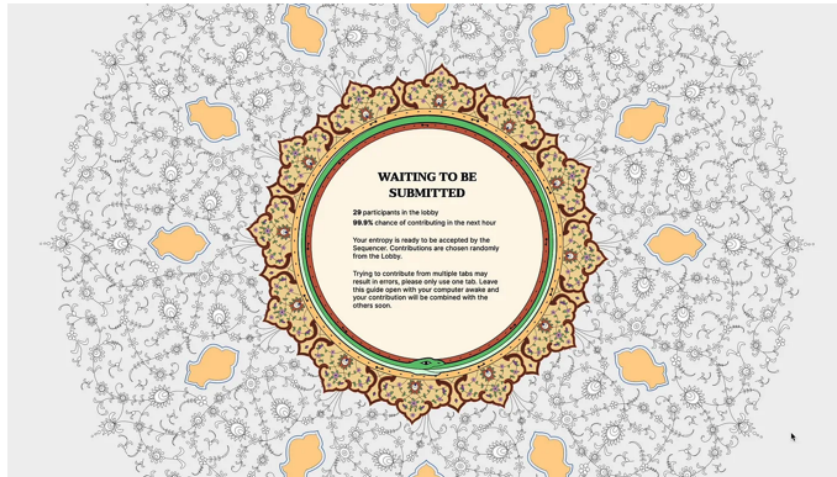 WAITING TO BE
SUBMITTED
29 participants in the lobby
99.9% chance of contributing in the next hour
Your entropy is ready to be accepted by the
Sequencer. Contributions are chosen randomly
from the Lobby.
Trying to contribute from multiple tabs may
result in errors, please only use one tab. Leave
this guide open with your computer awake and
your contribution will be combined with the
others soon.